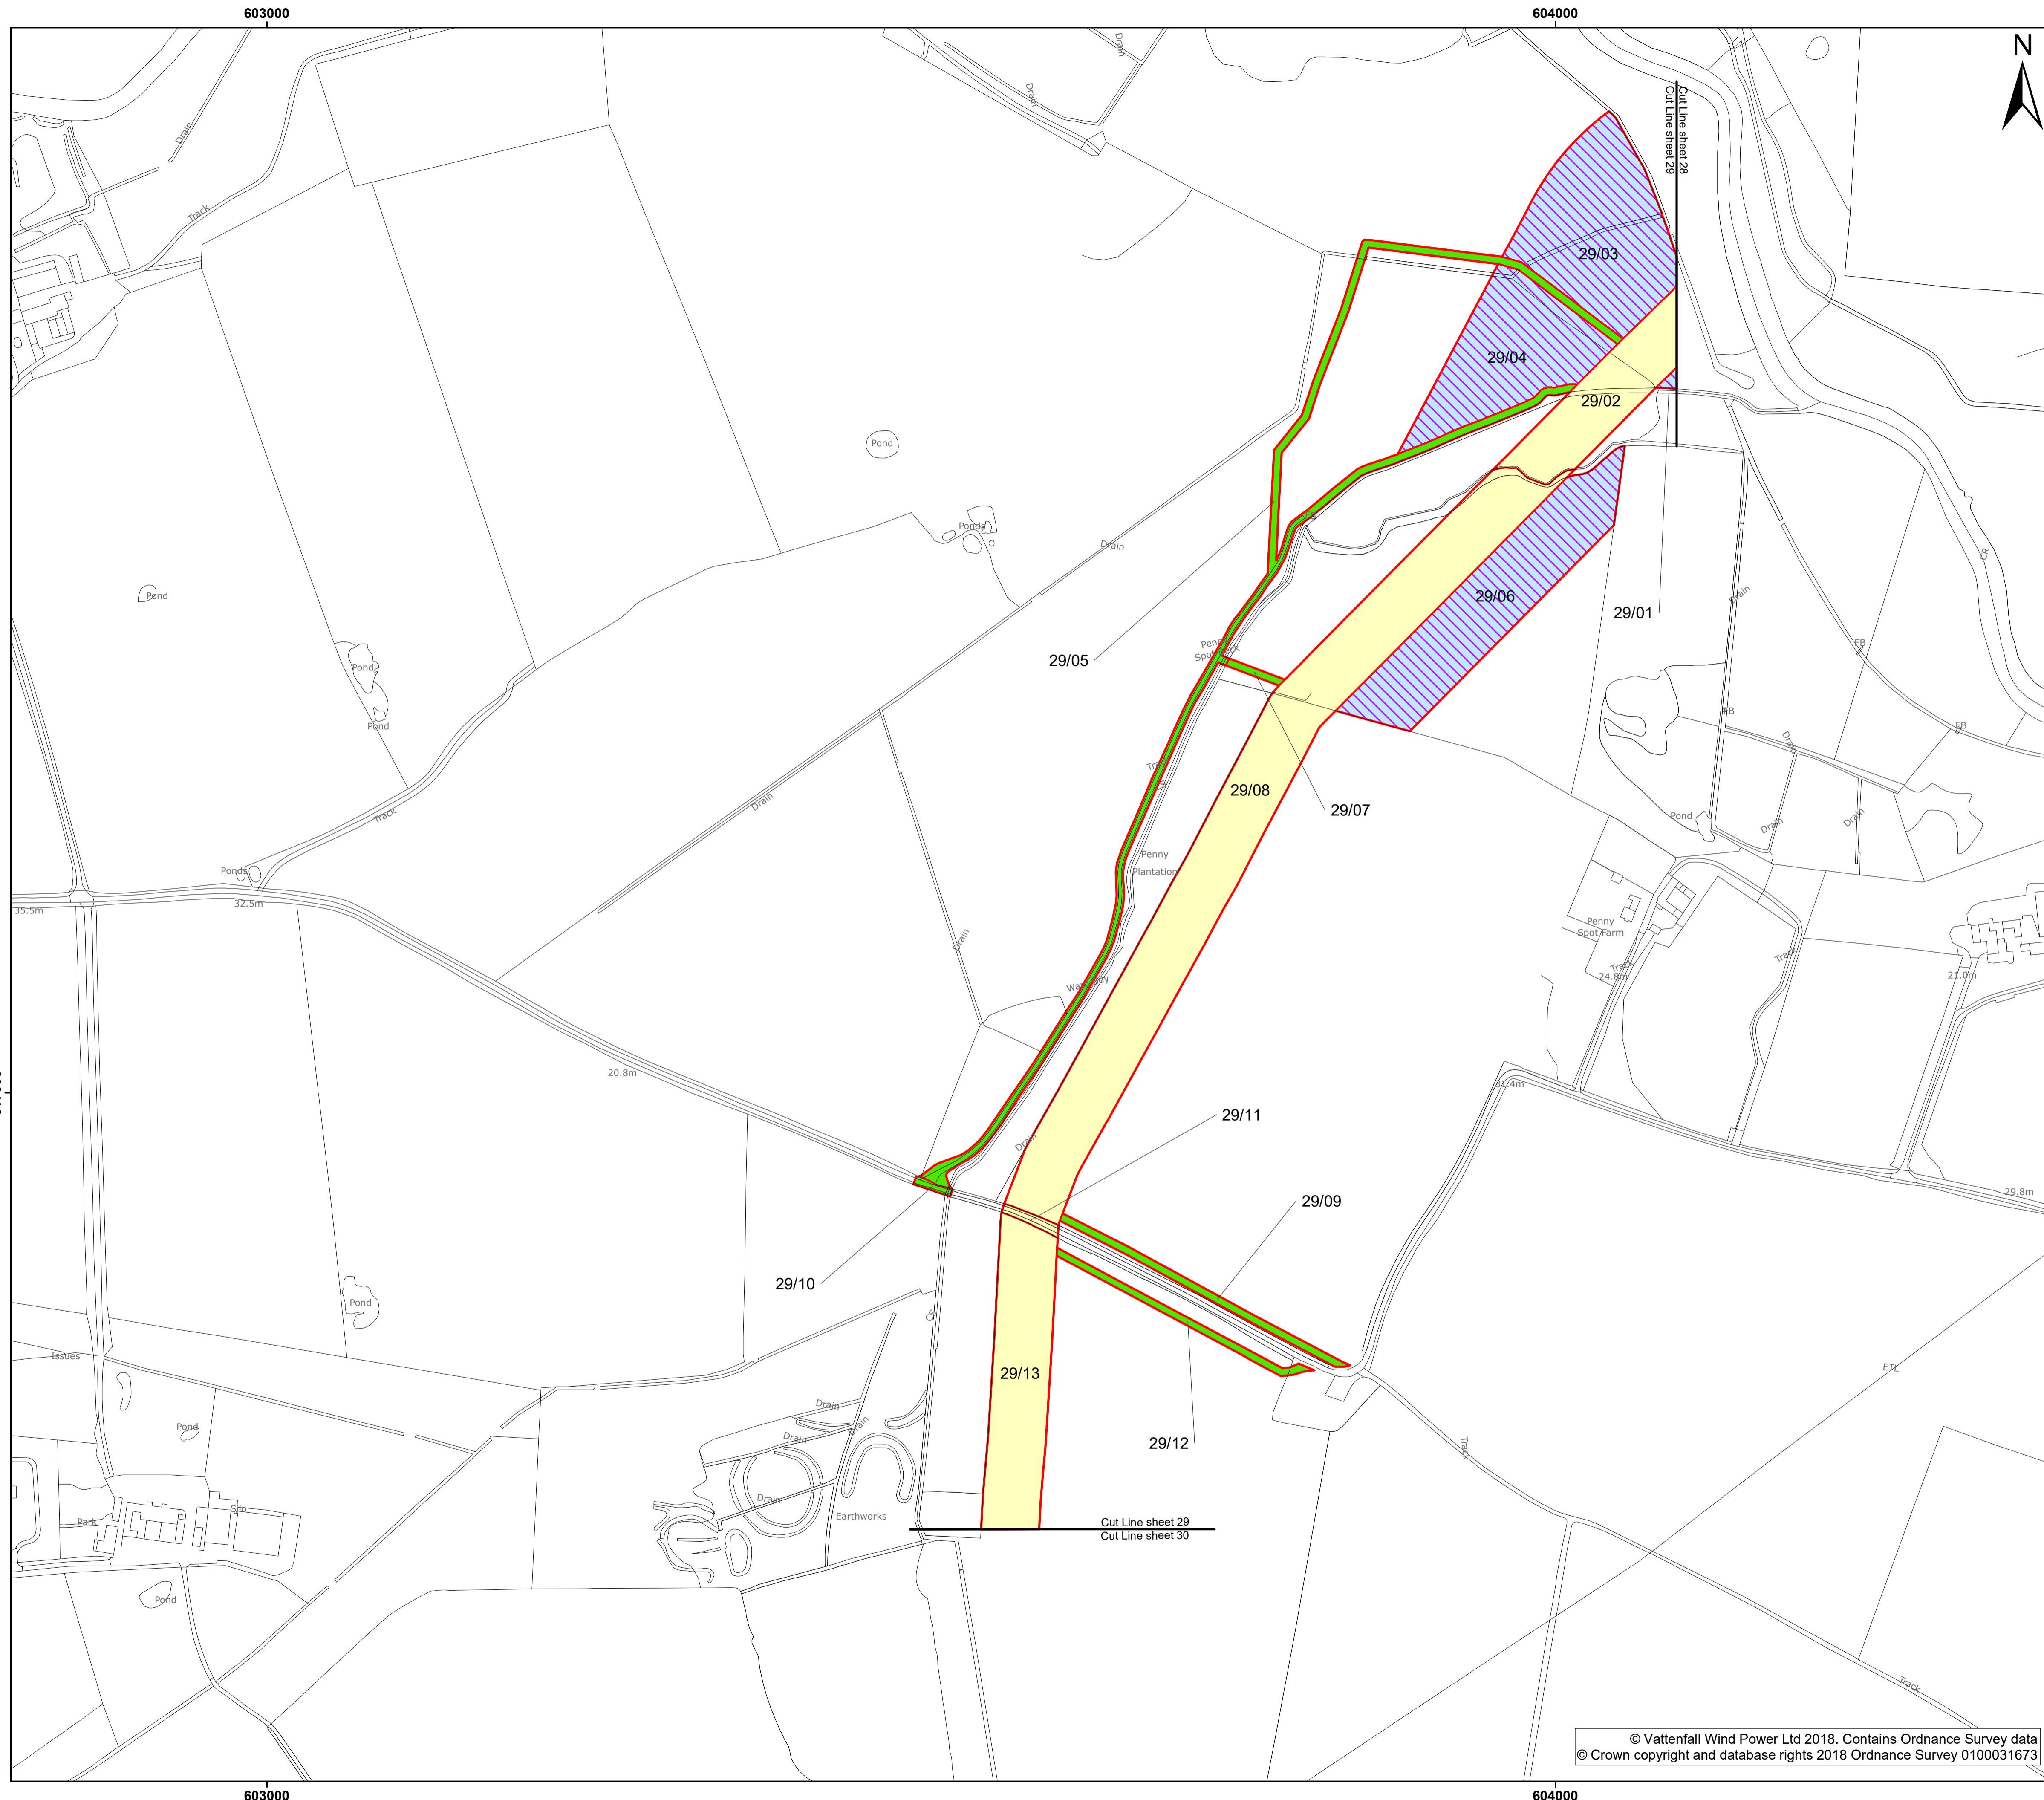 603000
604000
N
Drain
Drain
Drain
Cut Line sheet 28
Cut Line sheet 29
Track
29/03
29/04
29/02
Pond
Ponds
Drain
CR
Pond
29/06
Drain
29/01
Penny
Spot
29/05
FB
Pond
FB
Pond
FB
Drain
29/08
Drain
29/07
Track
Pond
Drain
Drain
Penny
Plantation
Ponds
35.5m
32.5m
Penny
Spot Farm
Drain
Track
Track
24.8m
21.0m
20.8m
31.4m
29/11
Drain
29.8m
29/09
29/10
Pond
CS
Issues
ETL
29/13
Drain
Pond
Drain
Drain
29/12
Track
Drain
Silo
Park
Earthworks
Cut Line sheet 29
Cut Line sheet 30
Pond
Track
© Vattenfall Wind Power Ltd 2018. Contains Ordnance Survey data
© Crown copyright and database rights 2018 Ordnance Survey 0100031673
603000
604000